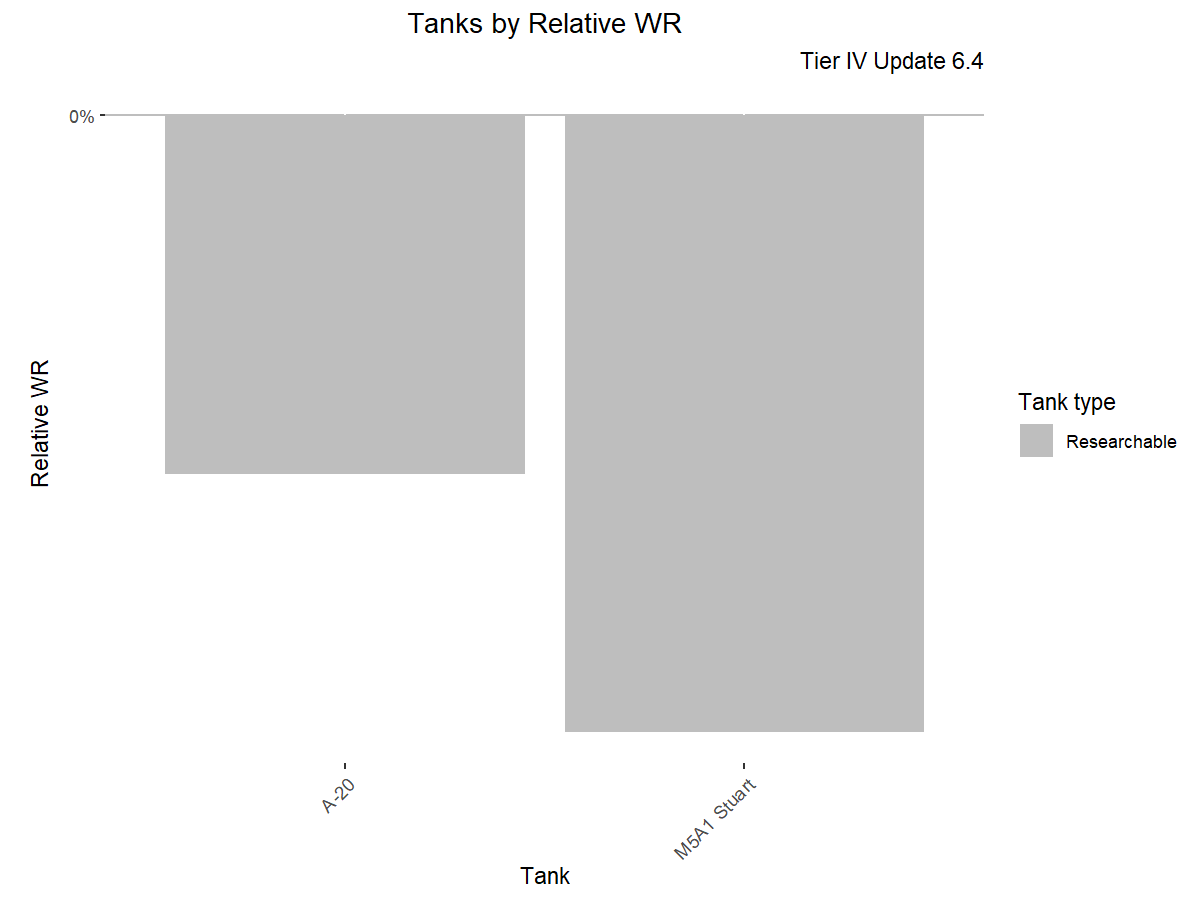 Tanks by Relative WR
Tier IV Update 6.4
0%
Relative WR
A-20
M5A1 Stuart
Tank
Tank type
Researchable